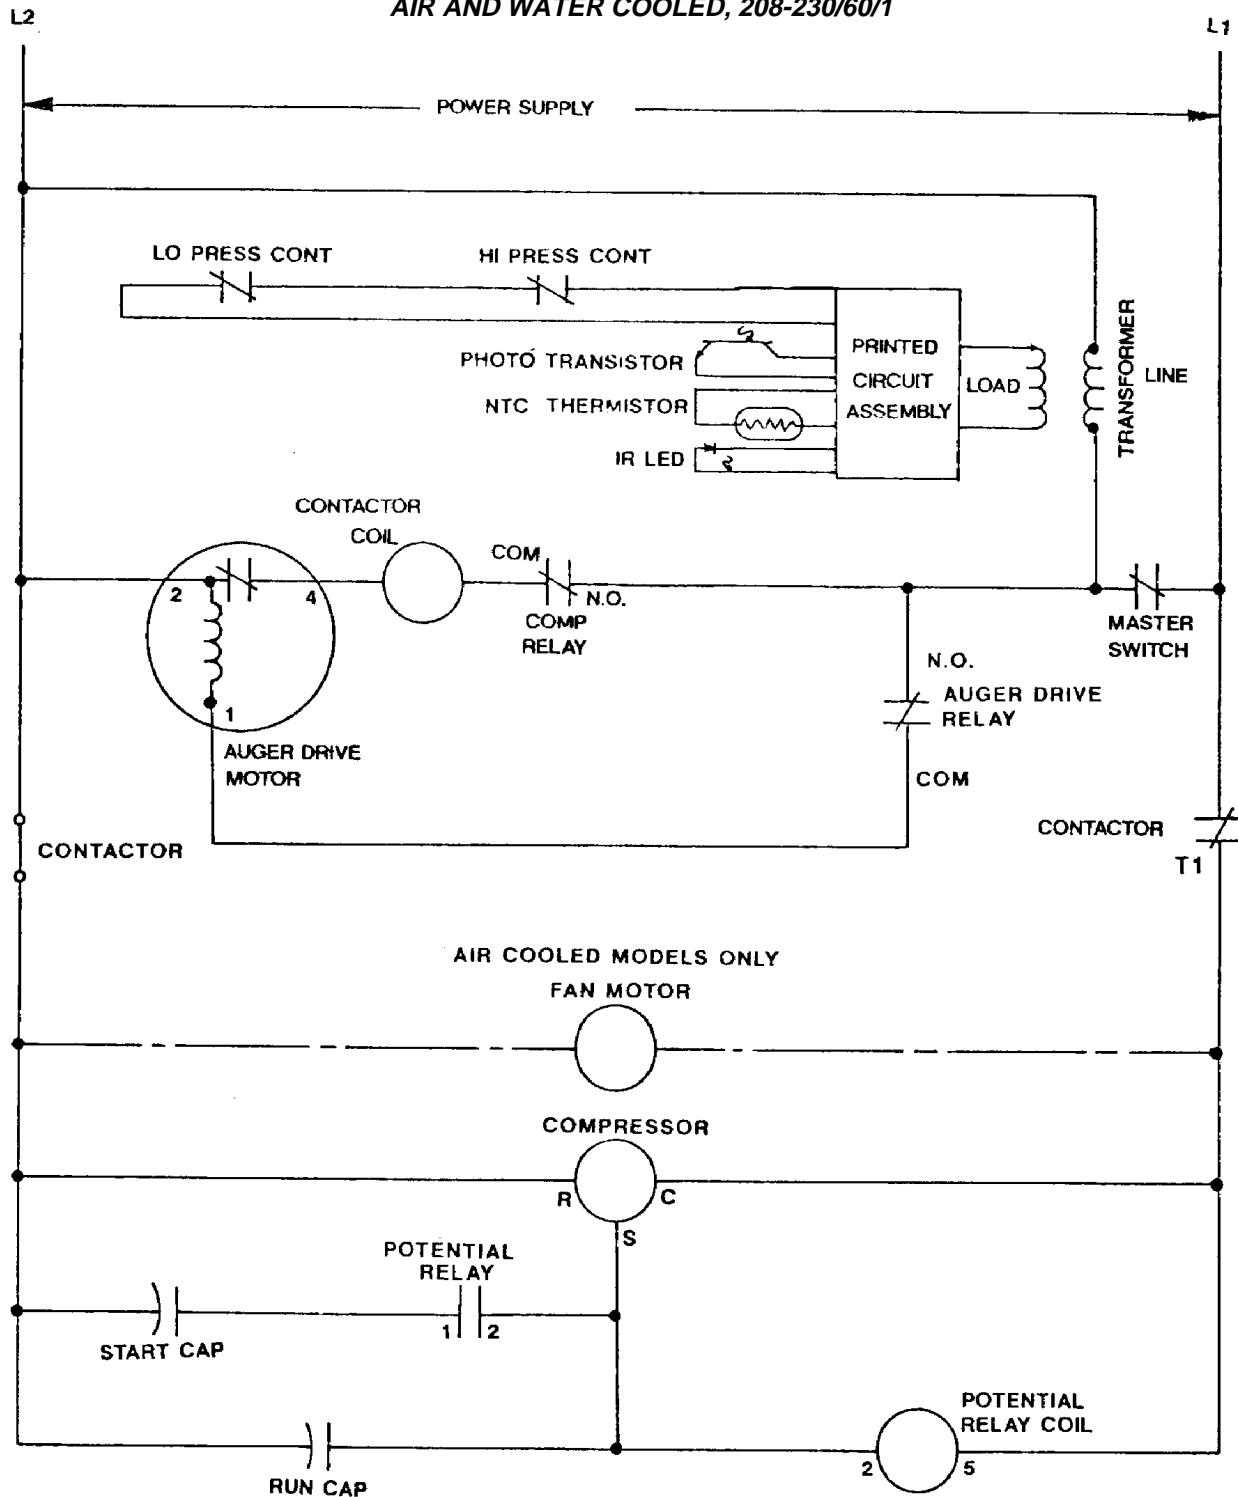 AIR AND WATER COOLED, 208-230/60/1
L2
L1
POWER SUPPLY
LO PRESS CONT
HI PRESS CONT
PHOTO TRANSISTOR
NTC THERMISTOR
IR LED
PRINTED
CIRCUIT
ASSEMBLY
LOAD
TRANSFORMER
LINE
CONTACTOR
COIL
COM
N.O.
COMP
RELAY
2
4
1
AUGER DRIVE
MOTOR
MASTER
SWITCH
N.O.
AUGER DRIVE
RELAY
COM
CONTACTOR
CONTACTOR
T1
AIR COOLED MODELS ONLY
FAN MOTOR
COMPRESSOR
R
C
S
POTENTIAL
RELAY
1
2
START CAP
RUN CAP
POTENTIAL
RELAY COIL
2
5